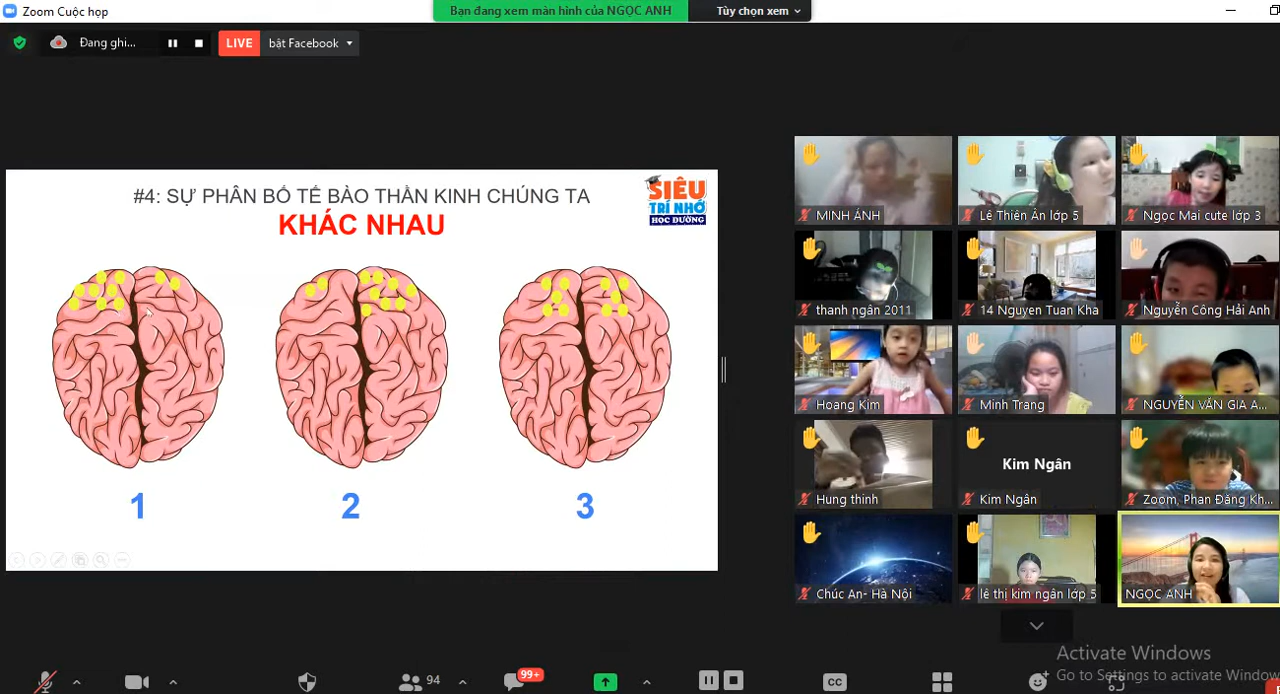 Zoom Cuộc họp
Bạn đang xem màn hình của NGỌC ANH
Tùy chọn xem
Đang ghi...
LIVE
bật Facebook
#4: SỰ PHÂN BỐ TẾ BÀO THẦN KINH CHÚNG TA
KHÁC NHAU
SIÊU
TRÍ NHỚ
HỌC ĐƯỜNG
1
2
3
MINH ÁNH
Lê Thiên Ân lớp 5
Ngọc Mai cute lớp 3
thanh ngân 2011
14 Nguyen Tuan Kha
Nguyễn Công Hải Anh
Hoang Kim
Minh Trang
NGUYỄN VĂN GIA A...
Hung thinh
Kim Ngân
Kim Ngân
Zoom, Phan Đăng Kh...
Chúc An- Hà Nội
lê thị kim ngân lớp 5
NGỌC ANH
Activate Windows
Go to Settings to activate Window
94
99+
CC